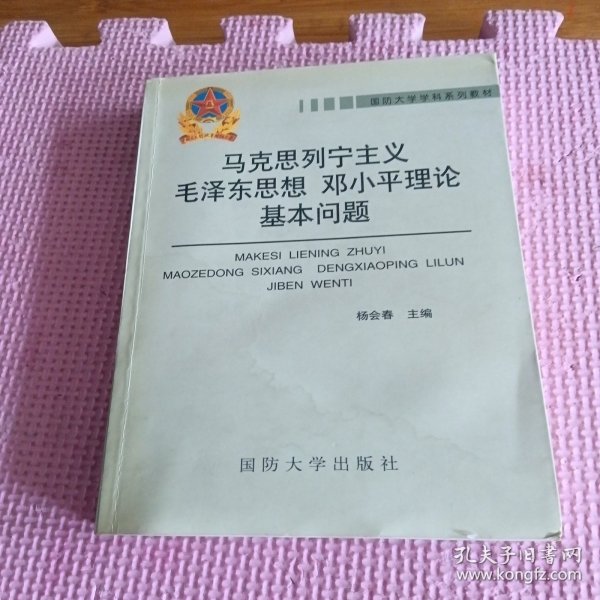 国防大学学科系列教材
马克思列宁主义
毛泽东思想 邓小平理论
基本问题
MAKESI LIENING ZHUYI
MAOZEDONG SIXIANG DENGXIAOPING LILUN
JIBEN WENTI
杨会春 主编
国防大学出版社
孔夫子旧书网
www.kongfz.com